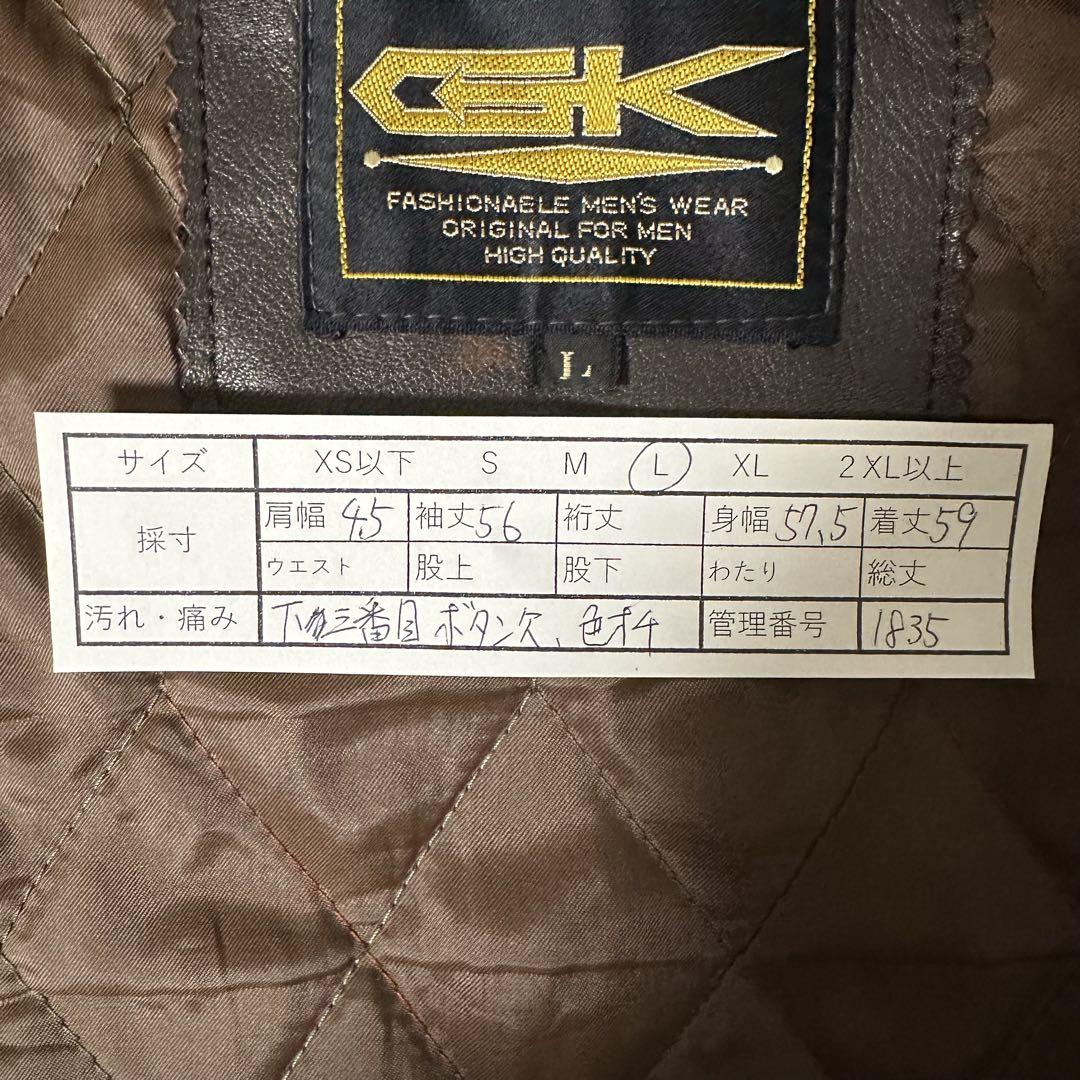 CSK
FASHIONABLE MEN'S WEAR
ORIGINAL FOR MEN
HIGH QUALITY
L
サイズ XS以下 S M L XL 2XL以上
採寸 肩幅 45 袖丈 56 裄丈 身幅 57,5 着丈 59
ウエスト 股上 股下 わたり 総丈
汚れ・痛み 下から三番目ボタン欠、色オチ 管理番号 1835